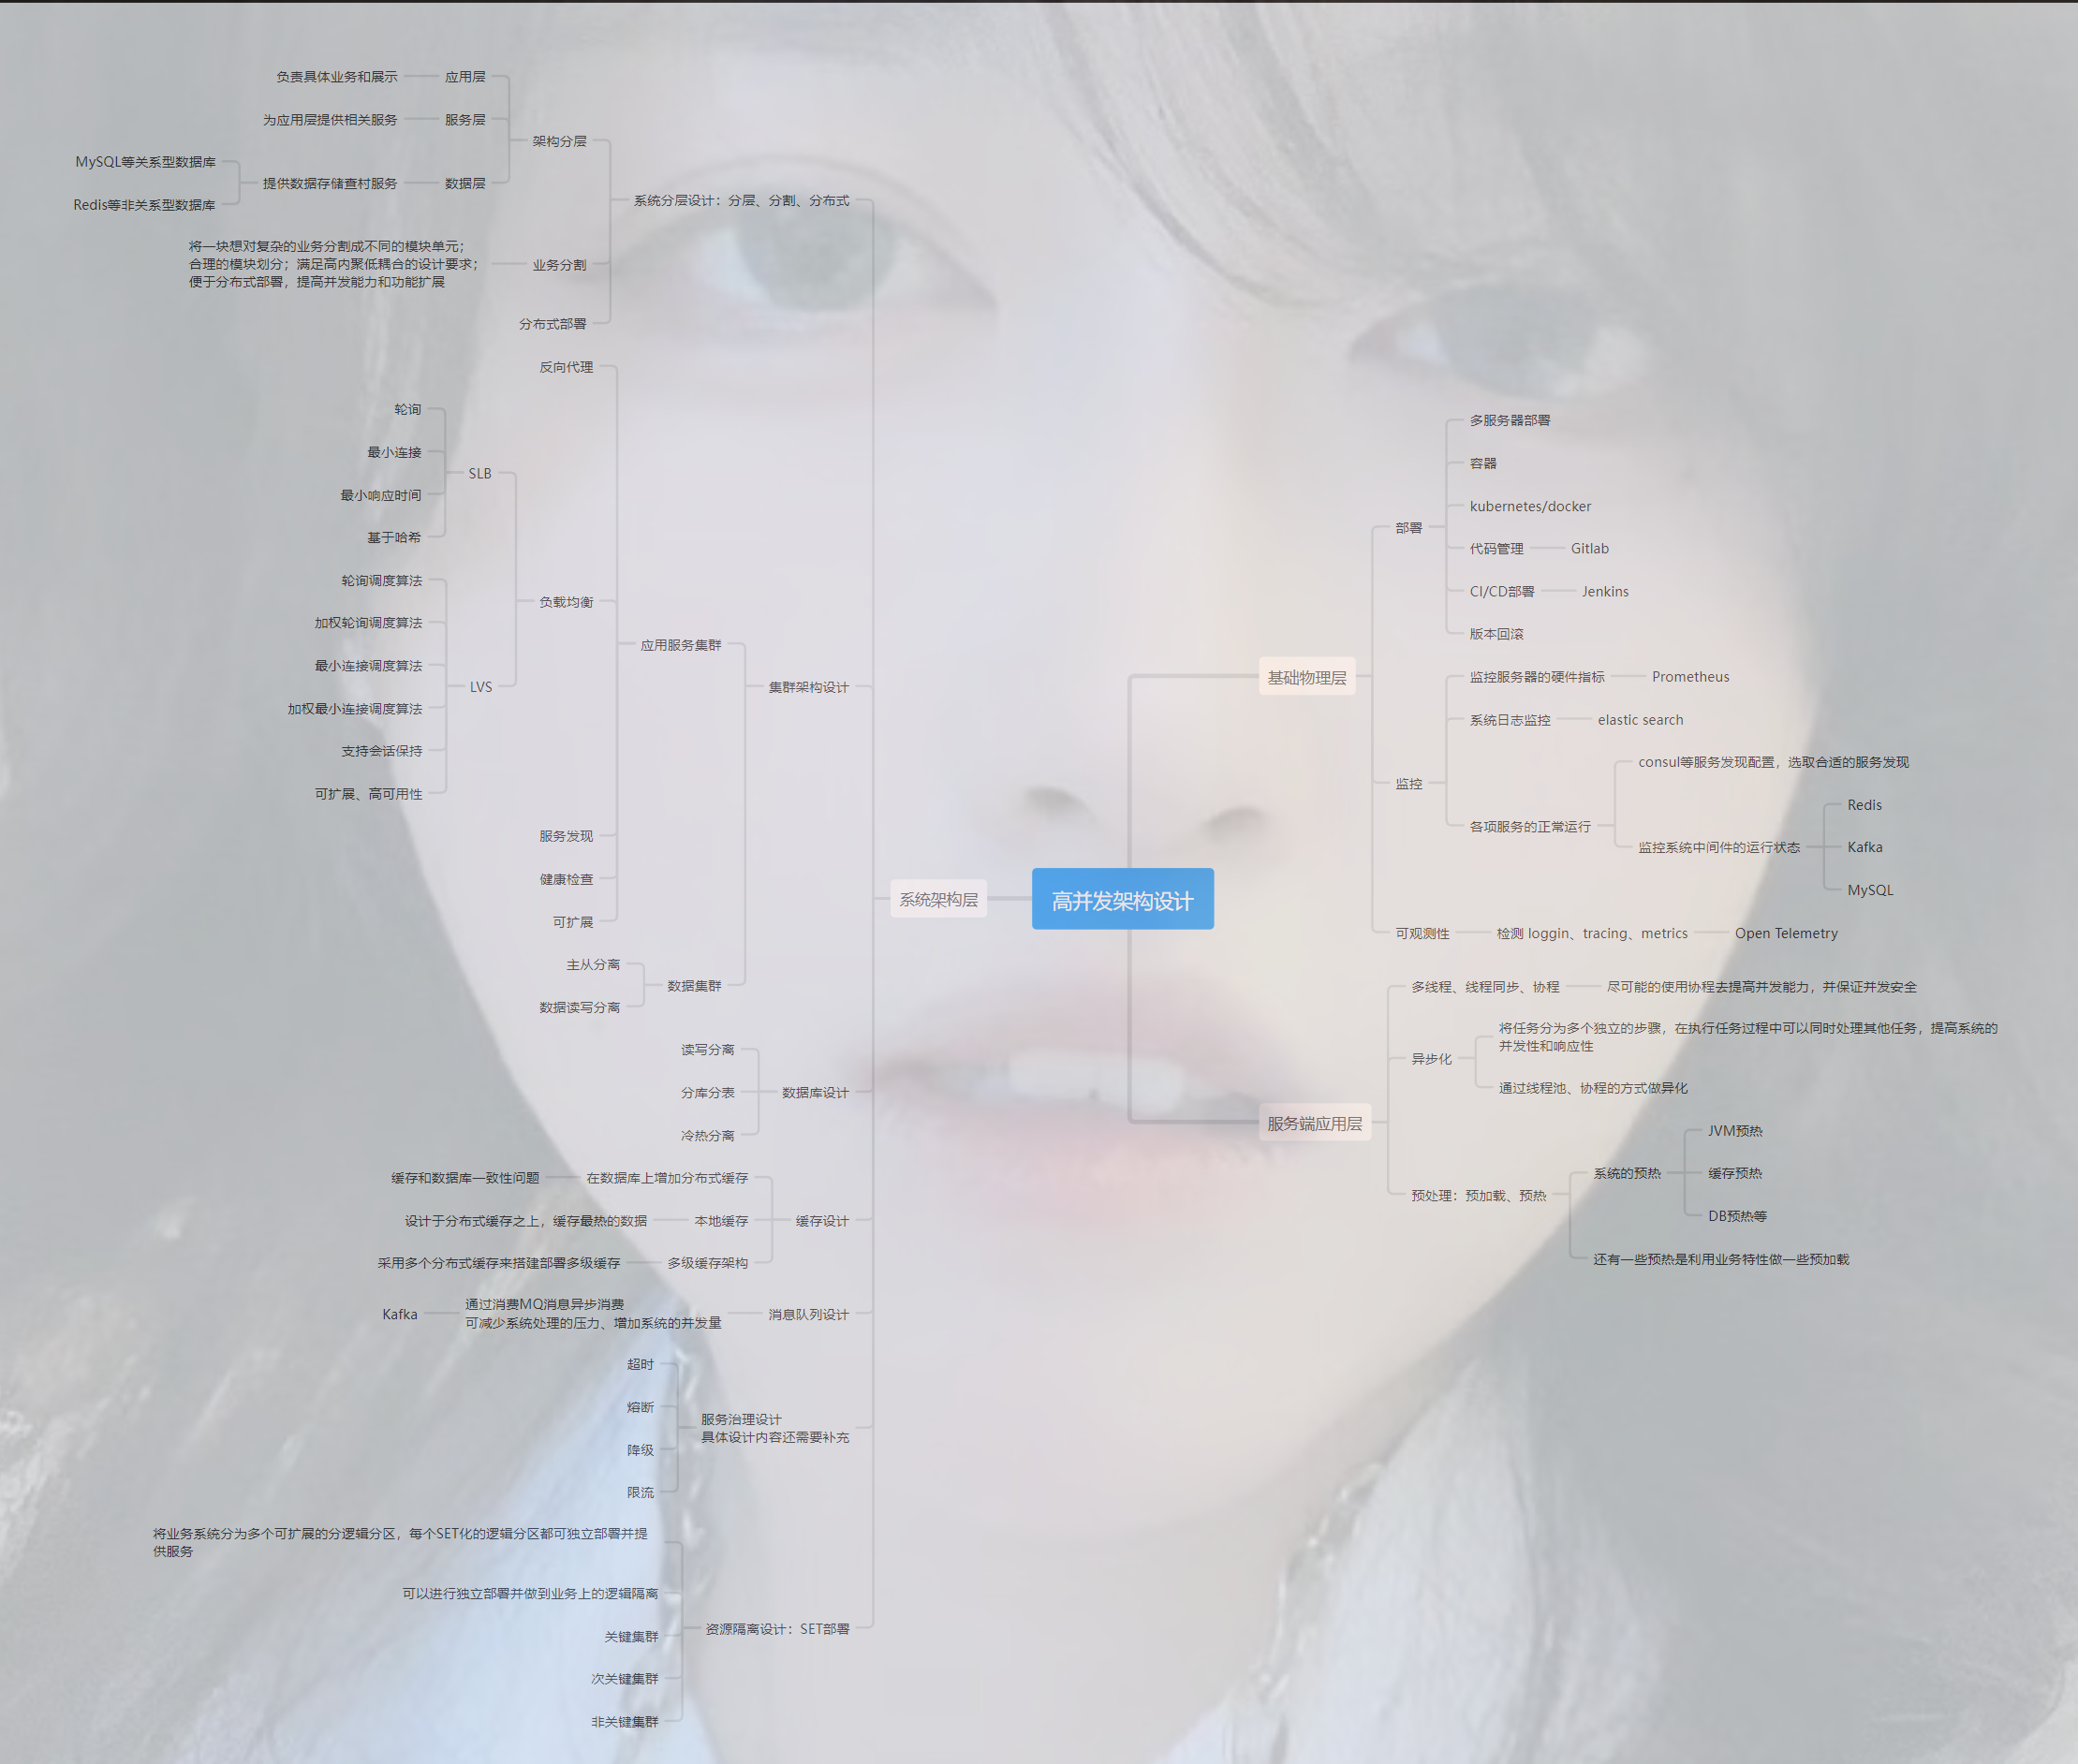 高并发架构设计
系统架构层
系统分层设计：分层、分割、分布式
架构分层
应用层
负责具体业务和展示
服务层
为应用层提供相关服务
数据层
提供数据存储查村服务
MySQL等关系型数据库
Redis等非关系型数据库
业务分割
将一块想对复杂的业务分割成不同的模块单元；
合理的模块划分；满足高内聚低耦合的设计要求；
便于分布式部署，提高并发能力和功能扩展
分布式部署
集群架构设计
应用服务集群
反向代理
负载均衡
SLB
轮询
最小连接
最小响应时间
基于哈希
LVS
轮询调度算法
加权轮询调度算法
最小连接调度算法
加权最小连接调度算法
支持会话保持
可扩展、高可用性
服务发现
健康检查
可扩展
数据集群
主从分离
数据读写分离
数据库设计
读写分离
分库分表
冷热分离
缓存设计
在数据库上增加分布式缓存
缓存和数据库一致性问题
本地缓存
设计于分布式缓存之上，缓存最热的数据
多级缓存架构
采用多个分布式缓存来搭建部署多级缓存
消息队列设计
通过消费MQ消息异步消费
可减少系统处理的压力、增加系统的并发量
Kafka
服务治理设计
具体设计内容还需要补充
超时
熔断
降级
限流
资源隔离设计：SET部署
将业务系统分为多个可扩展的分逻辑分区，每个SET化的逻辑分区都可独立部署并提
供服务
可以进行独立部署并做到业务上的逻辑隔离
关键集群
次关键集群
非关键集群
基础物理层
部署
多服务器部署
容器
kubernetes/docker
代码管理
Gitlab
CI/CD部署
Jenkins
版本回滚
监控
监控服务器的硬件指标
Prometheus
系统日志监控
elastic search
各项服务的正常运行
consul等服务发现配置，选取合适的服务发现
监控系统中间件的运行状态
Redis
Kafka
MySQL
可观测性
检测 loggin、tracing、metrics
Open Telemetry
服务端应用层
多线程、线程同步、协程
尽可能的使用协程去提高并发能力，并保证并发安全
异步化
将任务分为多个独立的步骤，在执行任务过程中可以同时处理其他任务，提高系统的
并发性和响应性
通过线程池、协程的方式做异化
预处理：预加载、预热
系统的预热
JVM预热
缓存预热
DB预热等
还有一些预热是利用业务特性做一些预加载